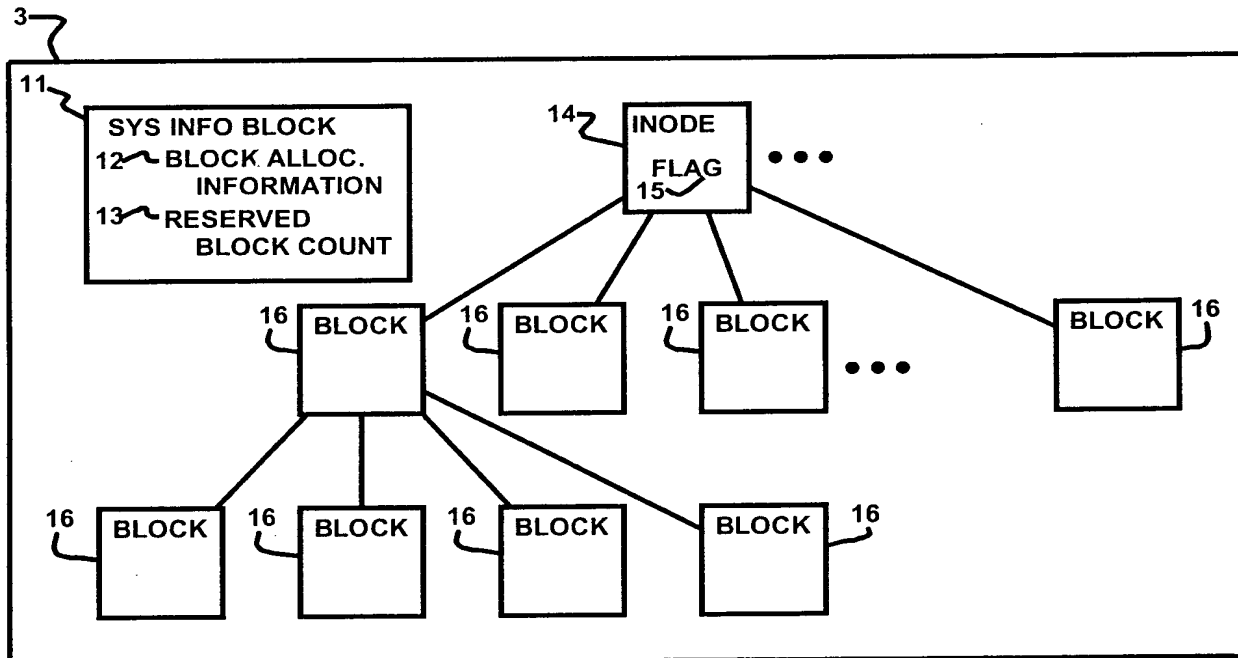 3
11
SYS INFO BLOCK
12 BLOCK ALLOC.
INFORMATION
13 RESERVED
BLOCK COUNT
14 INODE
FLAG
15
16 BLOCK
16 BLOCK
16 BLOCK
BLOCK 16
16 BLOCK
16 BLOCK
16 BLOCK
BLOCK 16